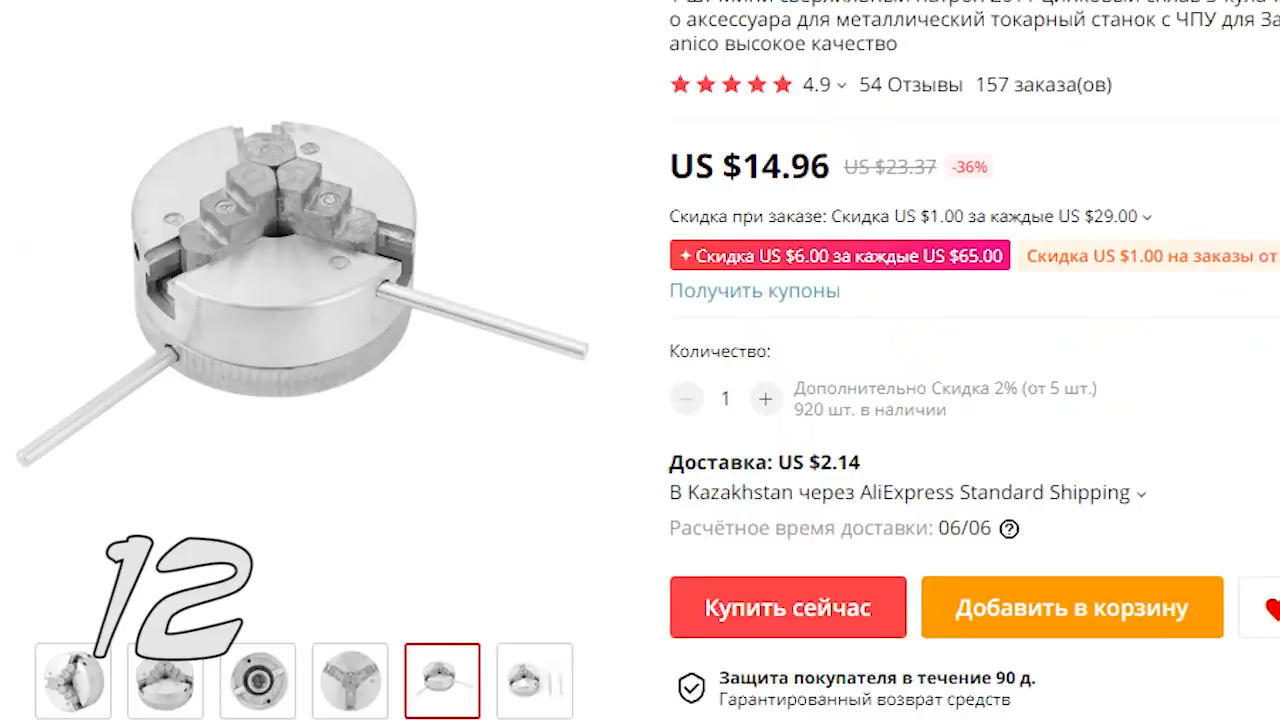 о аксессуара для металлический токарный станок с ЧПУ для
anico высокое качество
4.9 54 Отзывы 157 заказа(ов)
US $14.96 US $23.37 -36%
Скидка при заказе: Скидка US $1.00 за каждые US $29.00
Скидка US $6.00 за каждые US $65.00 Скидка US $1.00 на заказы от
Получить купоны
Количество:
1
Дополнительно Скидка 2% (от 5 шт.)
920 шт. в наличии
Доставка: US $2.14
В Kazakhstan через AliExpress Standard Shipping
Расчётное время доставки: 06/06
12
Купить сейчас
Добавить в корзину
Защита покупателя в течение 90 д.
Гарантированный возврат средств